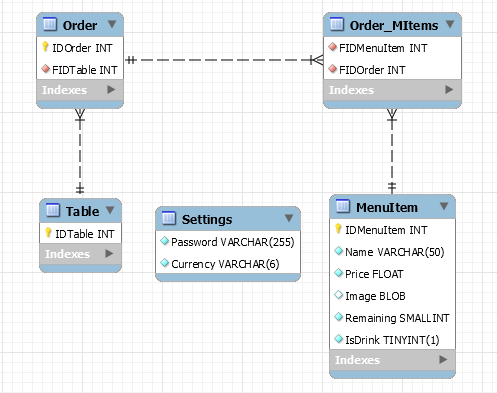 Order
IDOrder INT
FIDTable INT
Indexes
Order_MItems
FIDMenuItem INT
FIDOrder INT
Indexes
Table
IDTable INT
Indexes
Settings
Password VARCHAR(255)
Currency VARCHAR(6)
MenuItem
IDMenuItem INT
Name VARCHAR(50)
Price FLOAT
Image BLOB
Remaining SMALLINT
IsDrink TINYINT(1)
Indexes